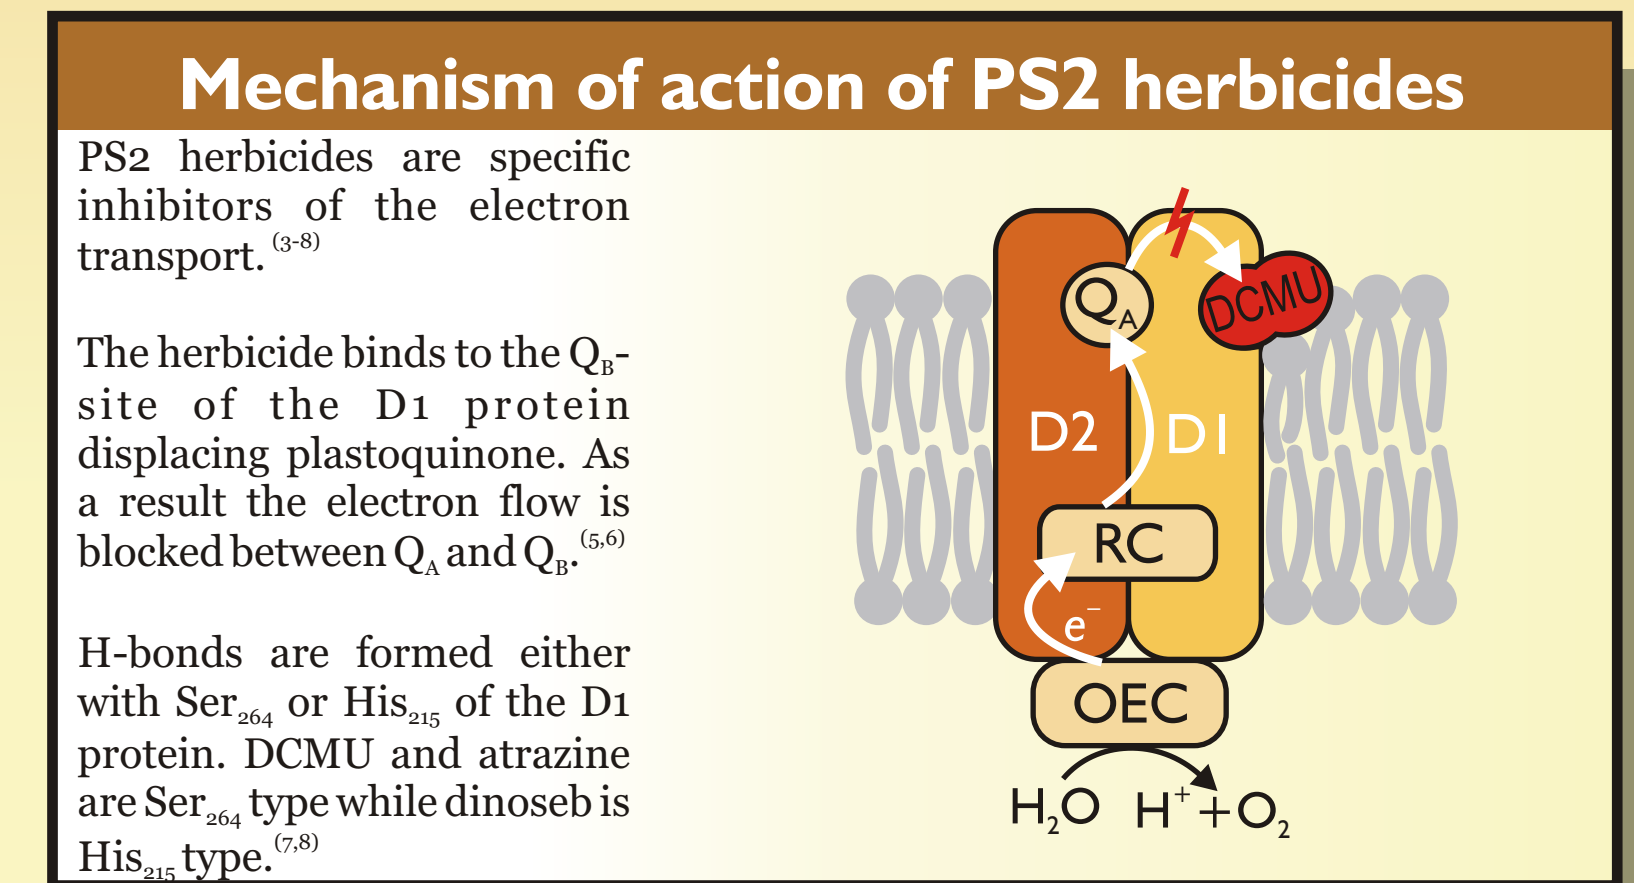 Mechanism of action of PS2 herbicides
PS2 herbicides are specific
inhibitors of the electron
transport. (3-8)
The herbicide binds to the QB-
site of the D1 protein
displacing plastoquinone. As
a result the electron flow is
blocked between QA and QB. (5,6)
H-bonds are formed either
with Ser264 or His215 of the D1
protein. DCMU and atrazine
are Ser264 type while dinoseb is
His215 type. (7,8)
QA
DCMU
D2
D1
RC
e−
OEC
H2O H+ + O2